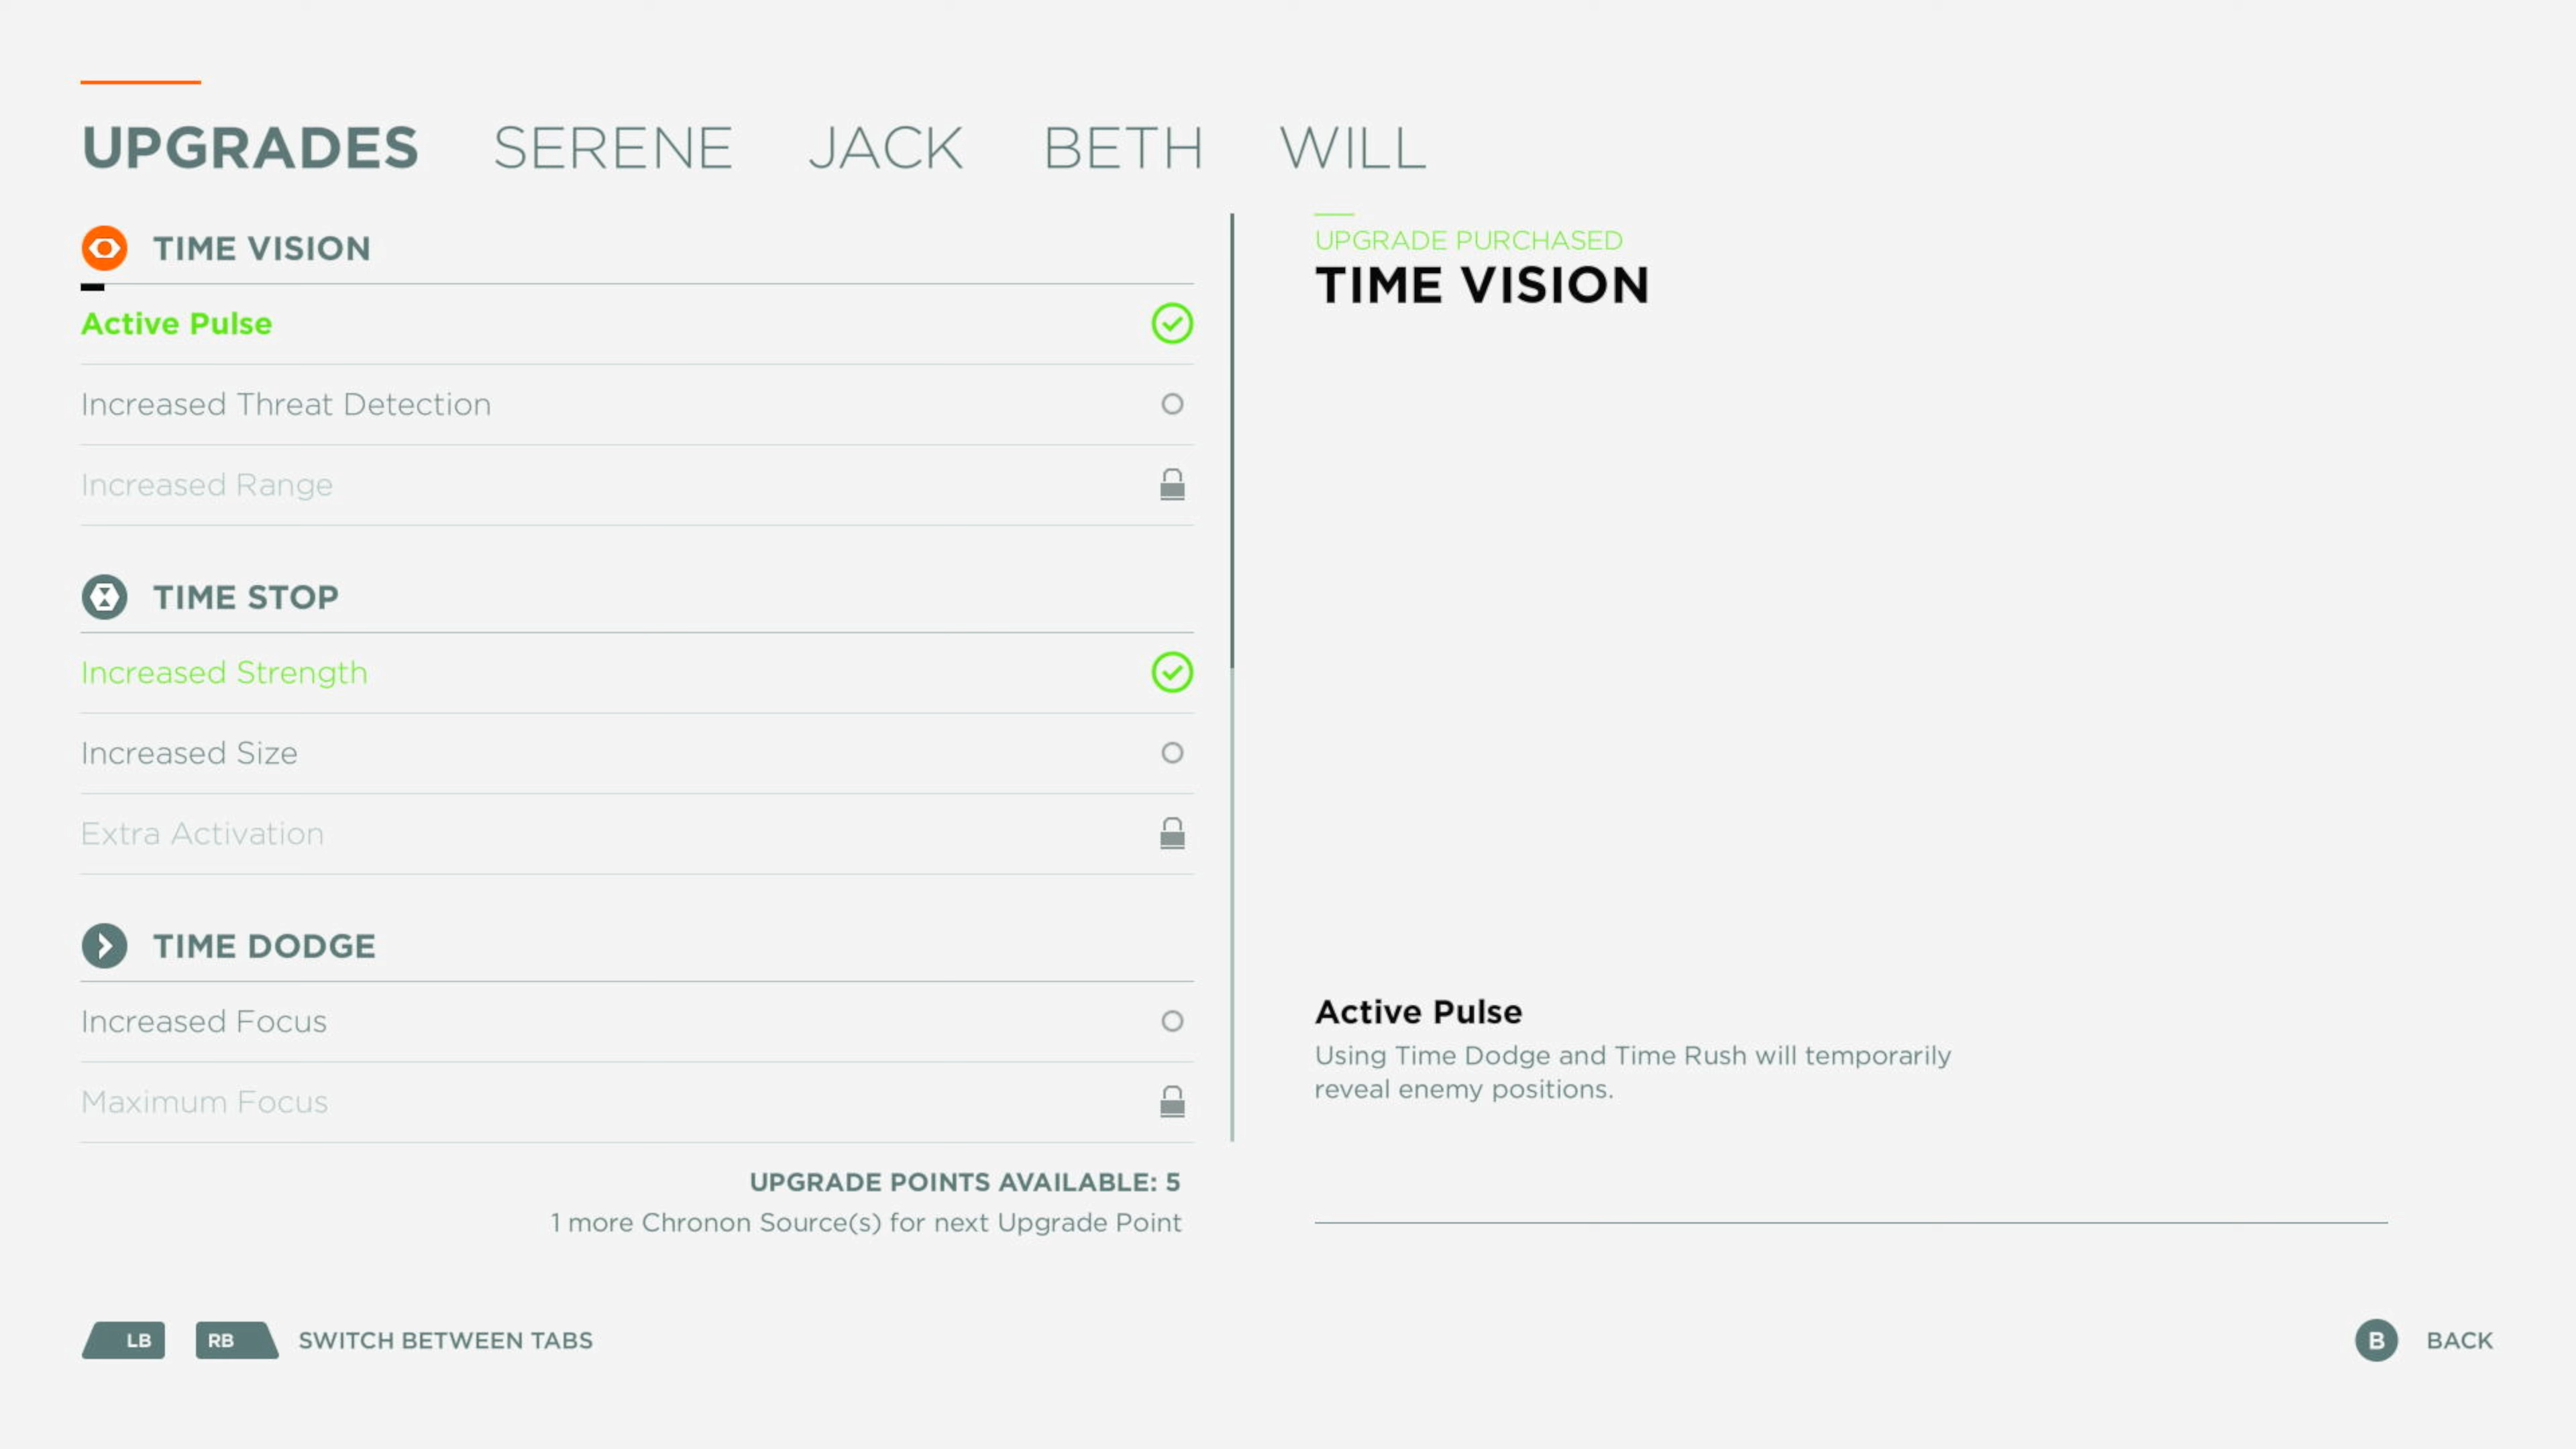 UPGRADES SERENE JACK BETH WILL
TIME VISION
Active Pulse
Increased Threat Detection
Increased Range
TIME STOP
Increased Strength
Increased Size
Extra Activation
TIME DODGE
Increased Focus
Maximum Focus
UPGRADE POINTS AVAILABLE: 5
1 more Chronon Source(s) for next Upgrade Point
UPGRADE PURCHASED
TIME VISION
Active Pulse
Using Time Dodge and Time Rush will temporarily
reveal enemy positions.
LB RB SWITCH BETWEEN TABS
B BACK